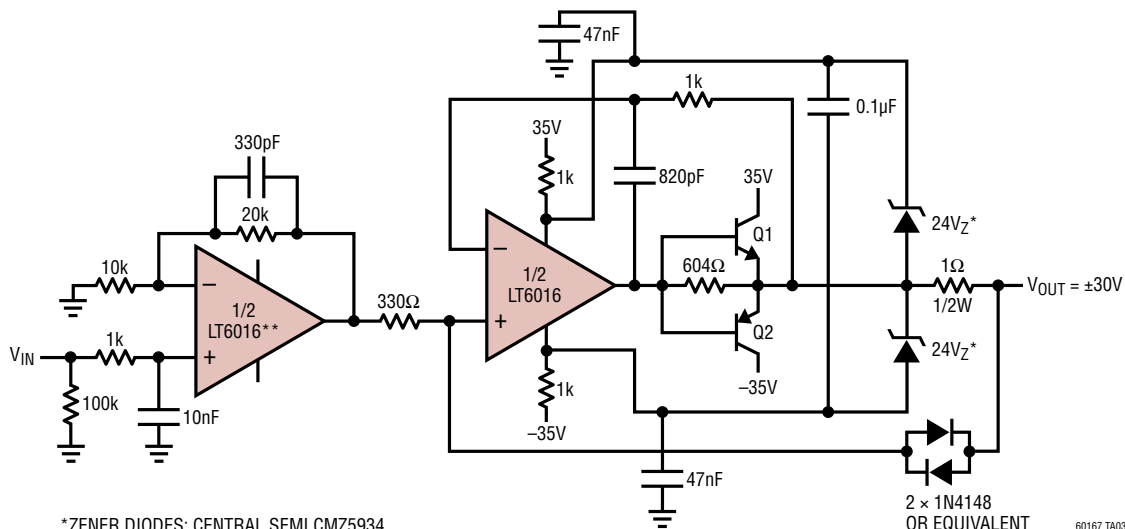 47nF
1k
0.1µF
330pF
35V
1k
820pF
35V
20k
24VZ*
Q1
10k
–
–
604Ω
1Ω
1/2
LT6016**
330Ω
1/2
LT6016
VOUT = ±30V
1/2W
1k
+
+
Q2
VIN
24VZ*
100k
10nF
1k
–35V
–35V
47nF
2 × 1N4148
OR EQUIVALENT
*ZENER DIODES: CENTRAL SEMI CMZ5934
60167 TA03